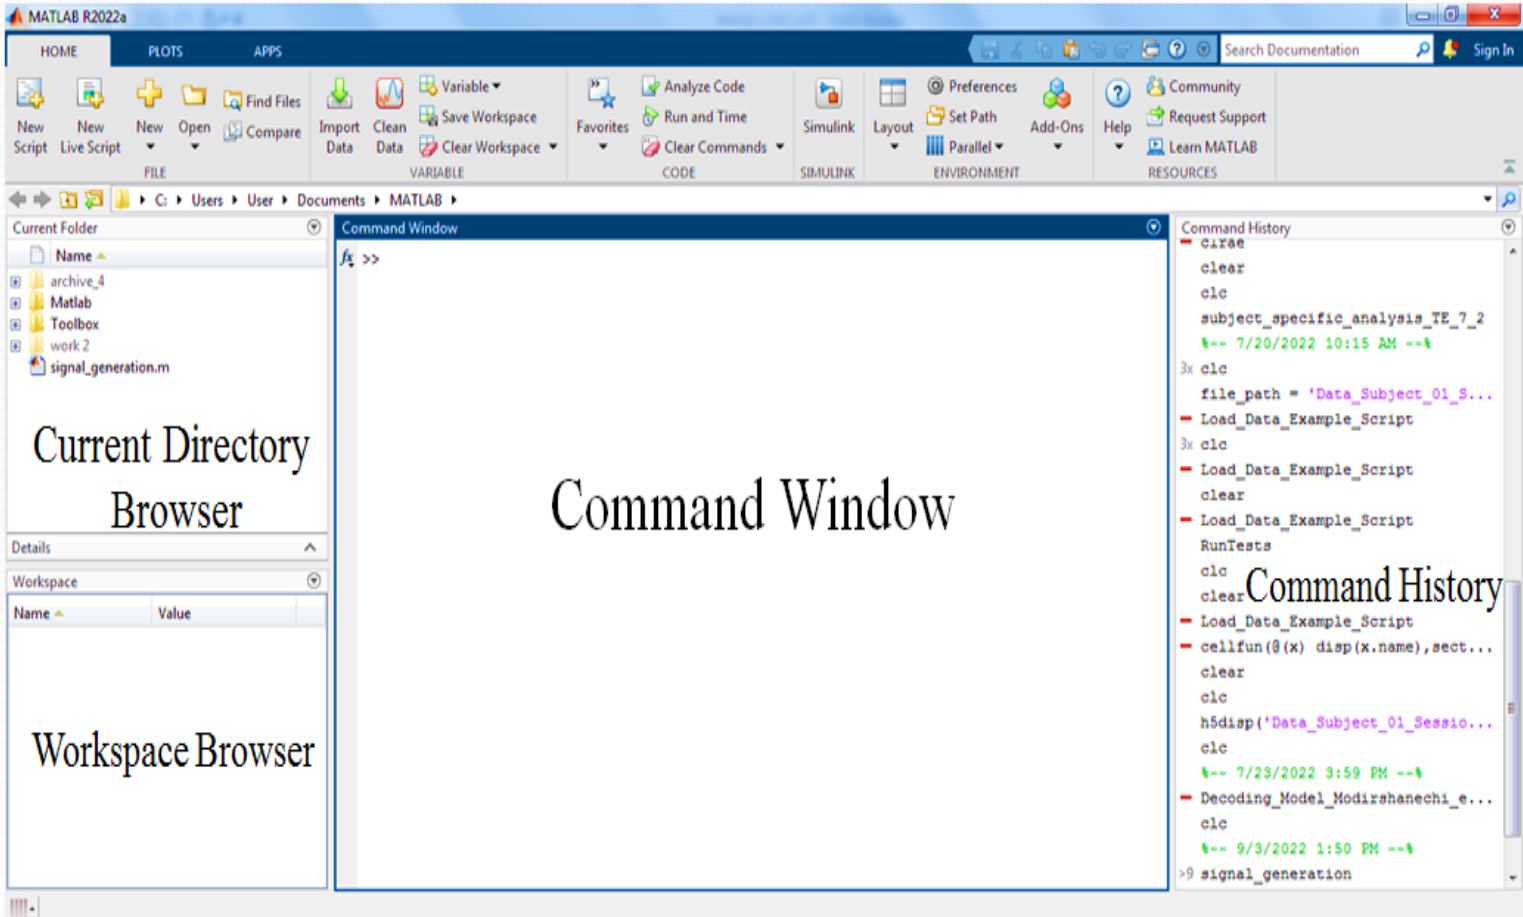 MATLAB R2022a
HOME
PLOTS
APPS
Search Documentation
Sign In
New Script
New Live Script
New
Open
Find Files
Compare
FILE
Import Data
Clean Data
Variable
Save Workspace
Clear Workspace
VARIABLE
Favorites
Analyze Code
Run and Time
Clear Commands
CODE
Simulink
SIMULINK
Layout
Preferences
Set Path
Parallel
Add-Ons
ENVIRONMENT
Help
Community
Request Support
Learn MATLAB
RESOURCES
C: Users User Documents MATLAB
Current Folder
Name
archive_4
Matlab
Toolbox
work 2
signal_generation.m
Current Directory
Browser
Details
Workspace
Name Value
Workspace Browser
Command Window
fx >>
Command Window
Command History
clrae
clear
clc
subject_specific_analysis_TE_7_2
%-- 7/20/2022 10:15 AM --%
3x clc
file_path = 'Data_Subject_01_S...
Load_Data_Example_Script
3x clc
Load_Data_Example_Script
clear
Load_Data_Example_Script
RunTests
clc
clear
Command History
Load_Data_Example_Script
cellfun(@(x) disp(x.name),sect...
clear
clc
h5disp('Data_Subject_01_Sessio...
clc
%-- 7/23/2022 3:59 PM --%
Decoding_Model_Modirshanechi_e...
clc
%-- 9/3/2022 1:50 PM --%
>9 signal_generation